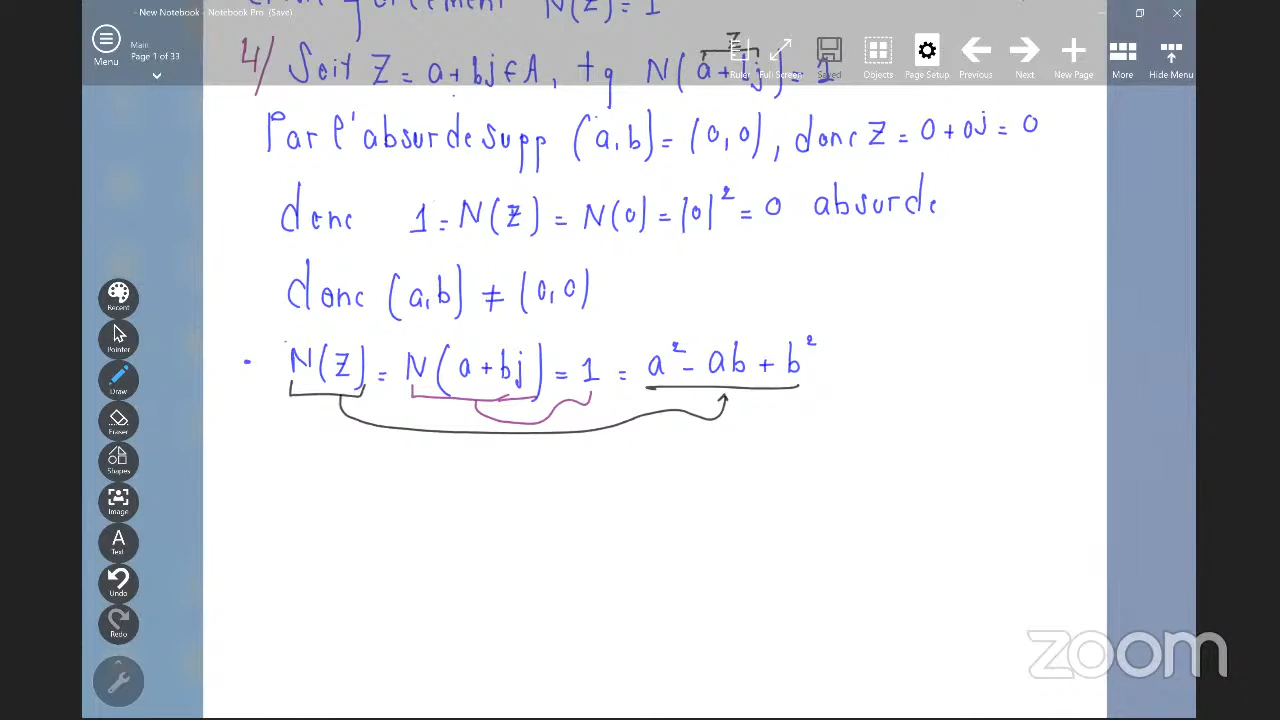 - New Notebook - Notebook Pro (Save)
Menu
Main
Page 1 of 33
N(Z)=1
Ruler
Full Screen
Saved
Objects
Page Setup
Previous
Next
New Page
More
Hide Menu
4/ Soit Z = a+bj ∈ A, tq N(a+bj)=1
Z
Par l'absurde supp (a,b)=(0,0), donc Z = 0+0j = 0
donc 1 = N(Z) = N(0) = |0|² = 0 absurde
donc (a,b) ≠ (0,0)
• N(Z) = N(a+bj) = 1 = a² - ab + b²
Recent
Pointer
Draw
Eraser
Shapes
Image
Text
Undo
Redo
zoom